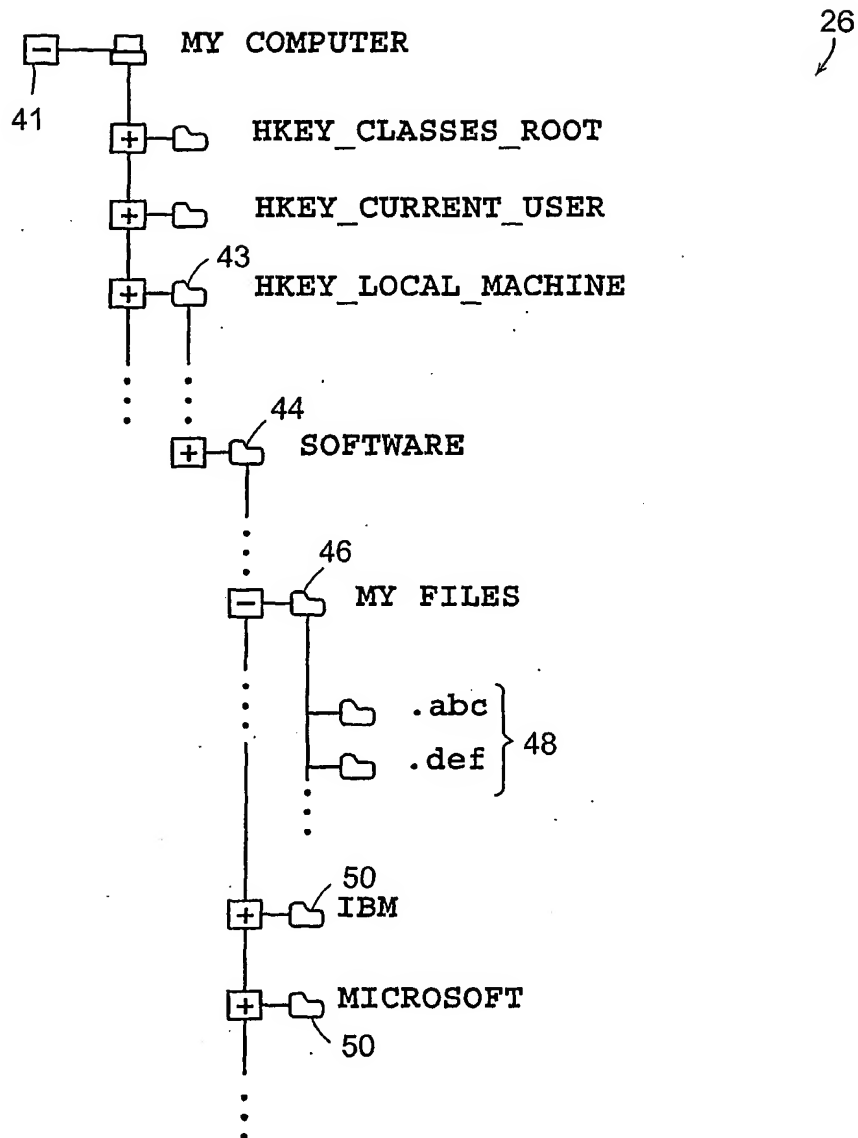 26
MY COMPUTER
41
HKEY_CLASSES_ROOT
HKEY_CURRENT_USER
43
HKEY_LOCAL_MACHINE
44
SOFTWARE
46
MY FILES
.abc
48
.def
50
IBM
MICROSOFT
50